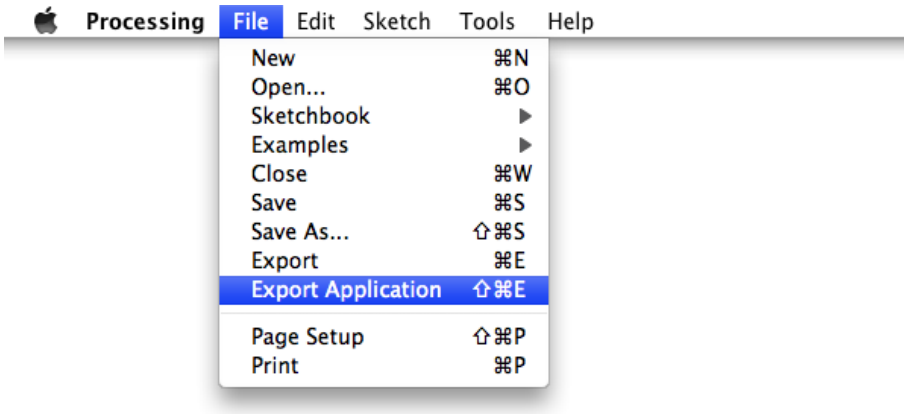 Processing File Edit Sketch Tools Help
New ⌘N
Open... ⌘O
Sketchbook ▶
Examples ▶
Close ⌘W
Save ⌘S
Save As... ⇧⌘S
Export ⌘E
Export Application ⇧⌘E
Page Setup ⇧⌘P
Print ⌘P